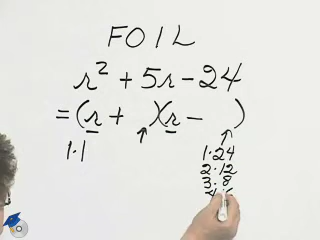 FOIL
r² + 5r - 24
= (r + )(r - )
1·1
1·24
2·12
3·8